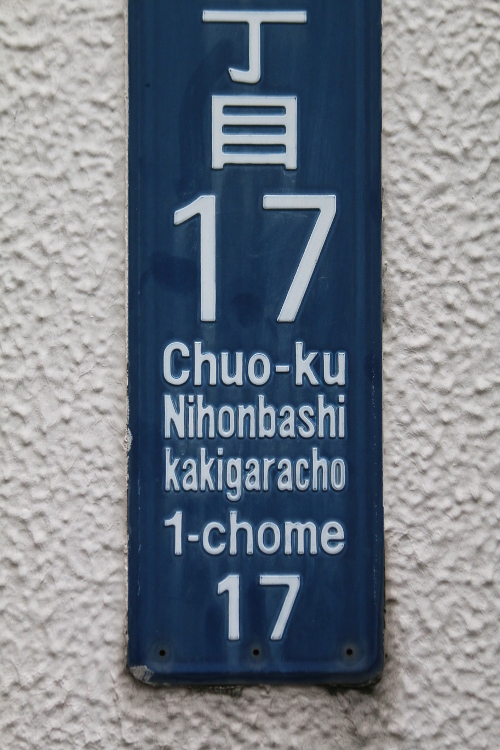 丁
目
17
Chuo-ku
Nihonbashi
kakigaracho
1-chome
17